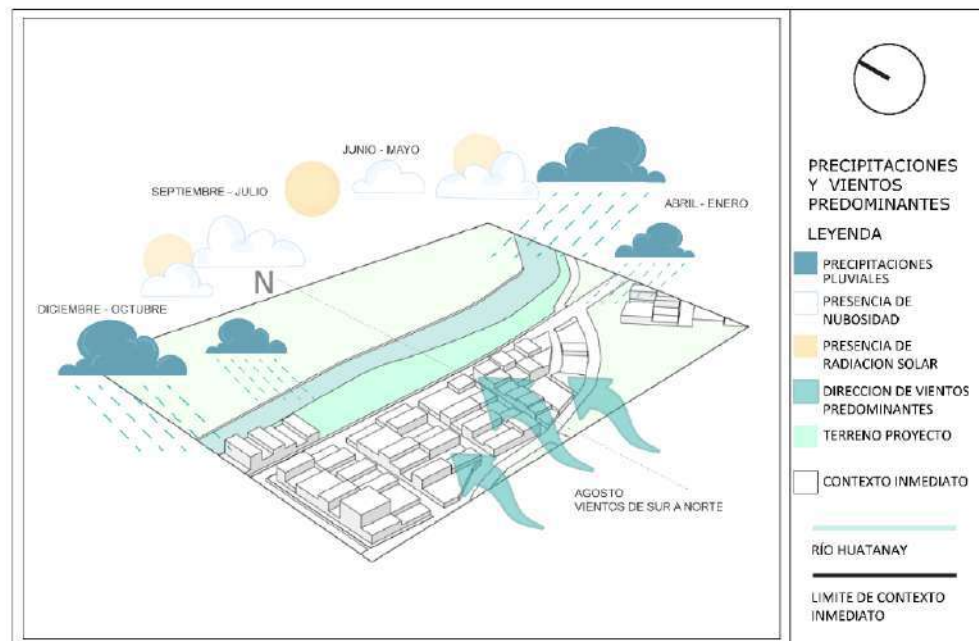 JUNIO - MAYO
SEPTIEMBRE - JULIO
ABRIL - ENERO
N
DICIEMBRE - OCTUBRE
AGOSTO
VIENTOS DE SUR A NORTE
PRECIPITACIONES
Y VIENTOS
PREDOMINANTES
LEYENDA
PRECIPITACIONES
PLUVIALES
PRESENCIA DE
NUBOSIDAD
PRESENCIA DE
RADIACION SOLAR
DIRECCION DE VIENTOS
PREDOMINANTES
TERRENO PROYECTO
CONTEXTO INMEDIATO
RÍO HUATANAY
LIMITE DE CONTEXTO
INMEDIATO